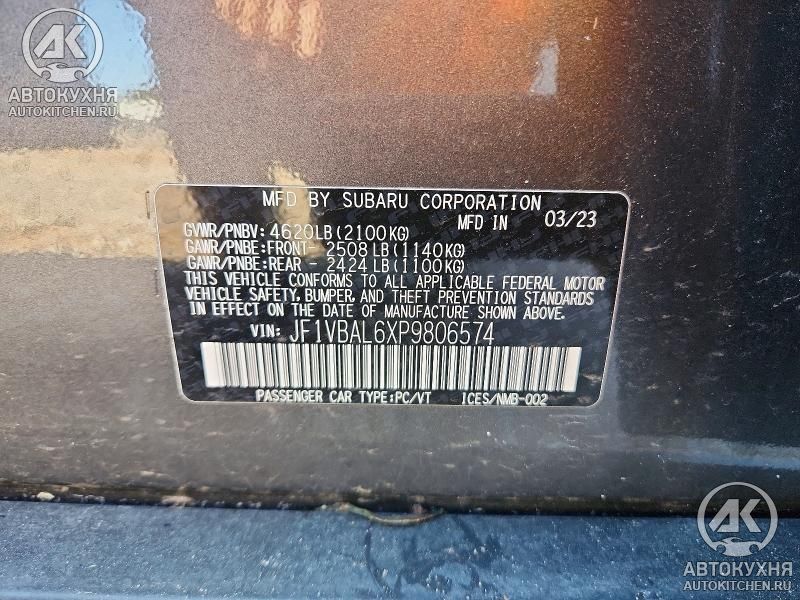 AK
АВТОКУХНЯ
AUTOKITCHEN.RU
MFD BY SUBARU CORPORATION
GVWR/PNBV: 4620LB(2100KG) MFD IN 03/23
GAWR/PNBE:FRONT- 2508 LB(1140KG)
GAWR/PNBE:REAR - 2424 LB(1100KG)
THIS VEHICLE CONFORMS TO ALL APPLICABLE FEDERAL MOTOR
VEHICLE SAFETY, BUMPER, AND THEFT PREVENTION STANDARDS
IN EFFECT ON THE DATE OF MANUFACTURE SHOWN ABOVE.
VIN: JF1VBAL6XP9806574
PASSENGER CAR TYPE:PC/VT ICES/NMB-002
AK
АВТОКУХНЯ
AUTOKITCHEN.RU